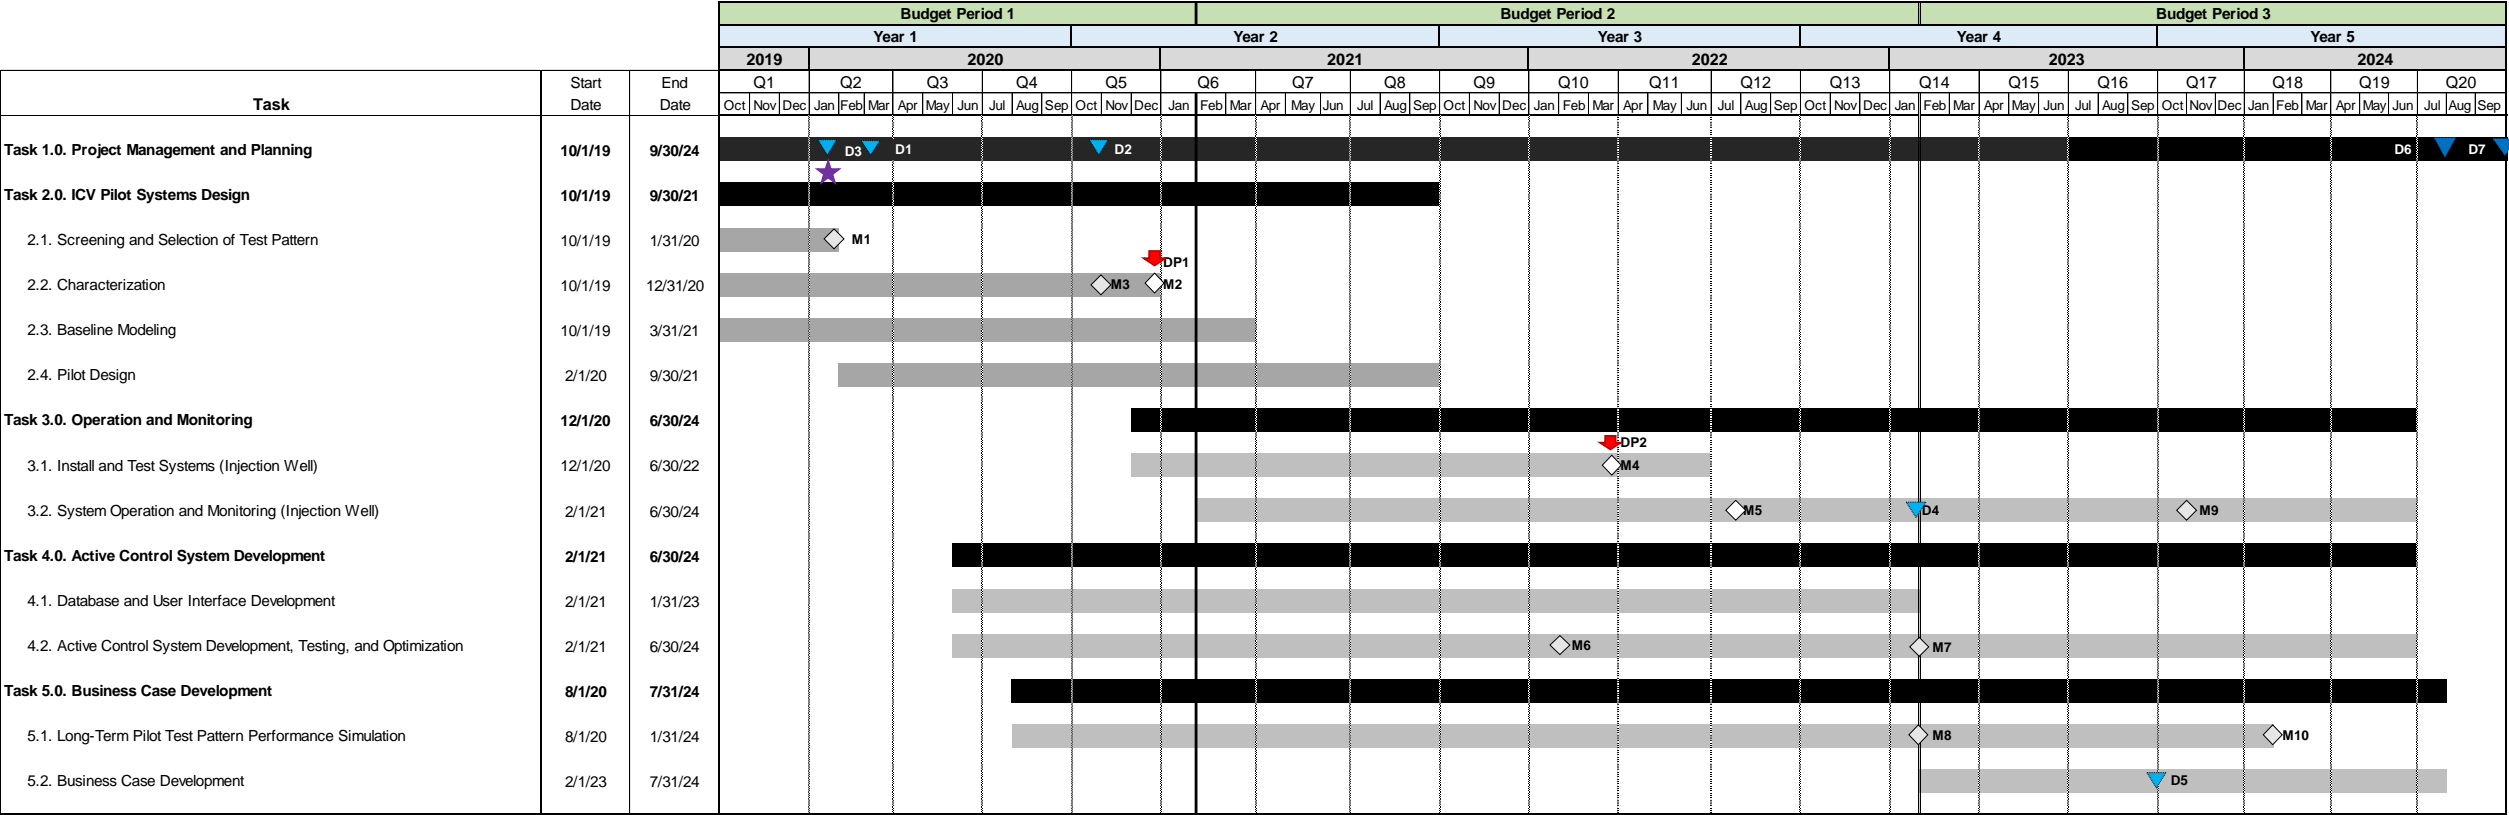 Budget Period 1 Budget Period 2 Budget Period 3
Year 1 Year 2 Year 3 Year 4 Year 5
2019 2020 2021 2022 2023 2024
Start End Q1 Q2 Q3 Q4 Q5 Q6 Q7 Q8 Q9 Q10 Q11 Q12 Q13 Q14 Q15 Q16 Q17 Q18 Q19 Q20
Task Date Date Oct Nov Dec Jan Feb Mar Apr May Jun Jul Aug Sep Oct Nov Dec Jan Feb Mar Apr May Jun Jul Aug Sep Oct Nov Dec Jan Feb Mar Apr May Jun Jul Aug Sep Oct Nov Dec Jan Feb Mar Apr May Jun Jul Aug Sep Oct Nov Dec Jan Feb Mar Apr May Jun Jul Aug Sep
Task 1.0. Project Management and Planning 10/1/19 9/30/24 D3 D1 D2 D6 D7
Task 2.0. ICV Pilot Systems Design 10/1/19 9/30/21
2.1. Screening and Selection of Test Pattern 10/1/19 1/31/20 M1
DP1
2.2. Characterization 10/1/19 12/31/20 M3 M2
2.3. Baseline Modeling 10/1/19 3/31/21
2.4. Pilot Design 2/1/20 9/30/21
Task 3.0. Operation and Monitoring 12/1/20 6/30/24
DP2
3.1. Install and Test Systems (Injection Well) 12/1/20 6/30/22 M4
3.2. System Operation and Monitoring (Injection Well) 2/1/21 6/30/24 M5 D4 M9
Task 4.0. Active Control System Development 2/1/21 6/30/24
4.1. Database and User Interface Development 2/1/21 1/31/23
4.2. Active Control System Development, Testing, and Optimization 2/1/21 6/30/24 M6 M7
Task 5.0. Business Case Development 8/1/20 7/31/24
5.1. Long-Term Pilot Test Pattern Performance Simulation 8/1/20 1/31/24 M8 M10
5.2. Business Case Development 2/1/23 7/31/24 D5